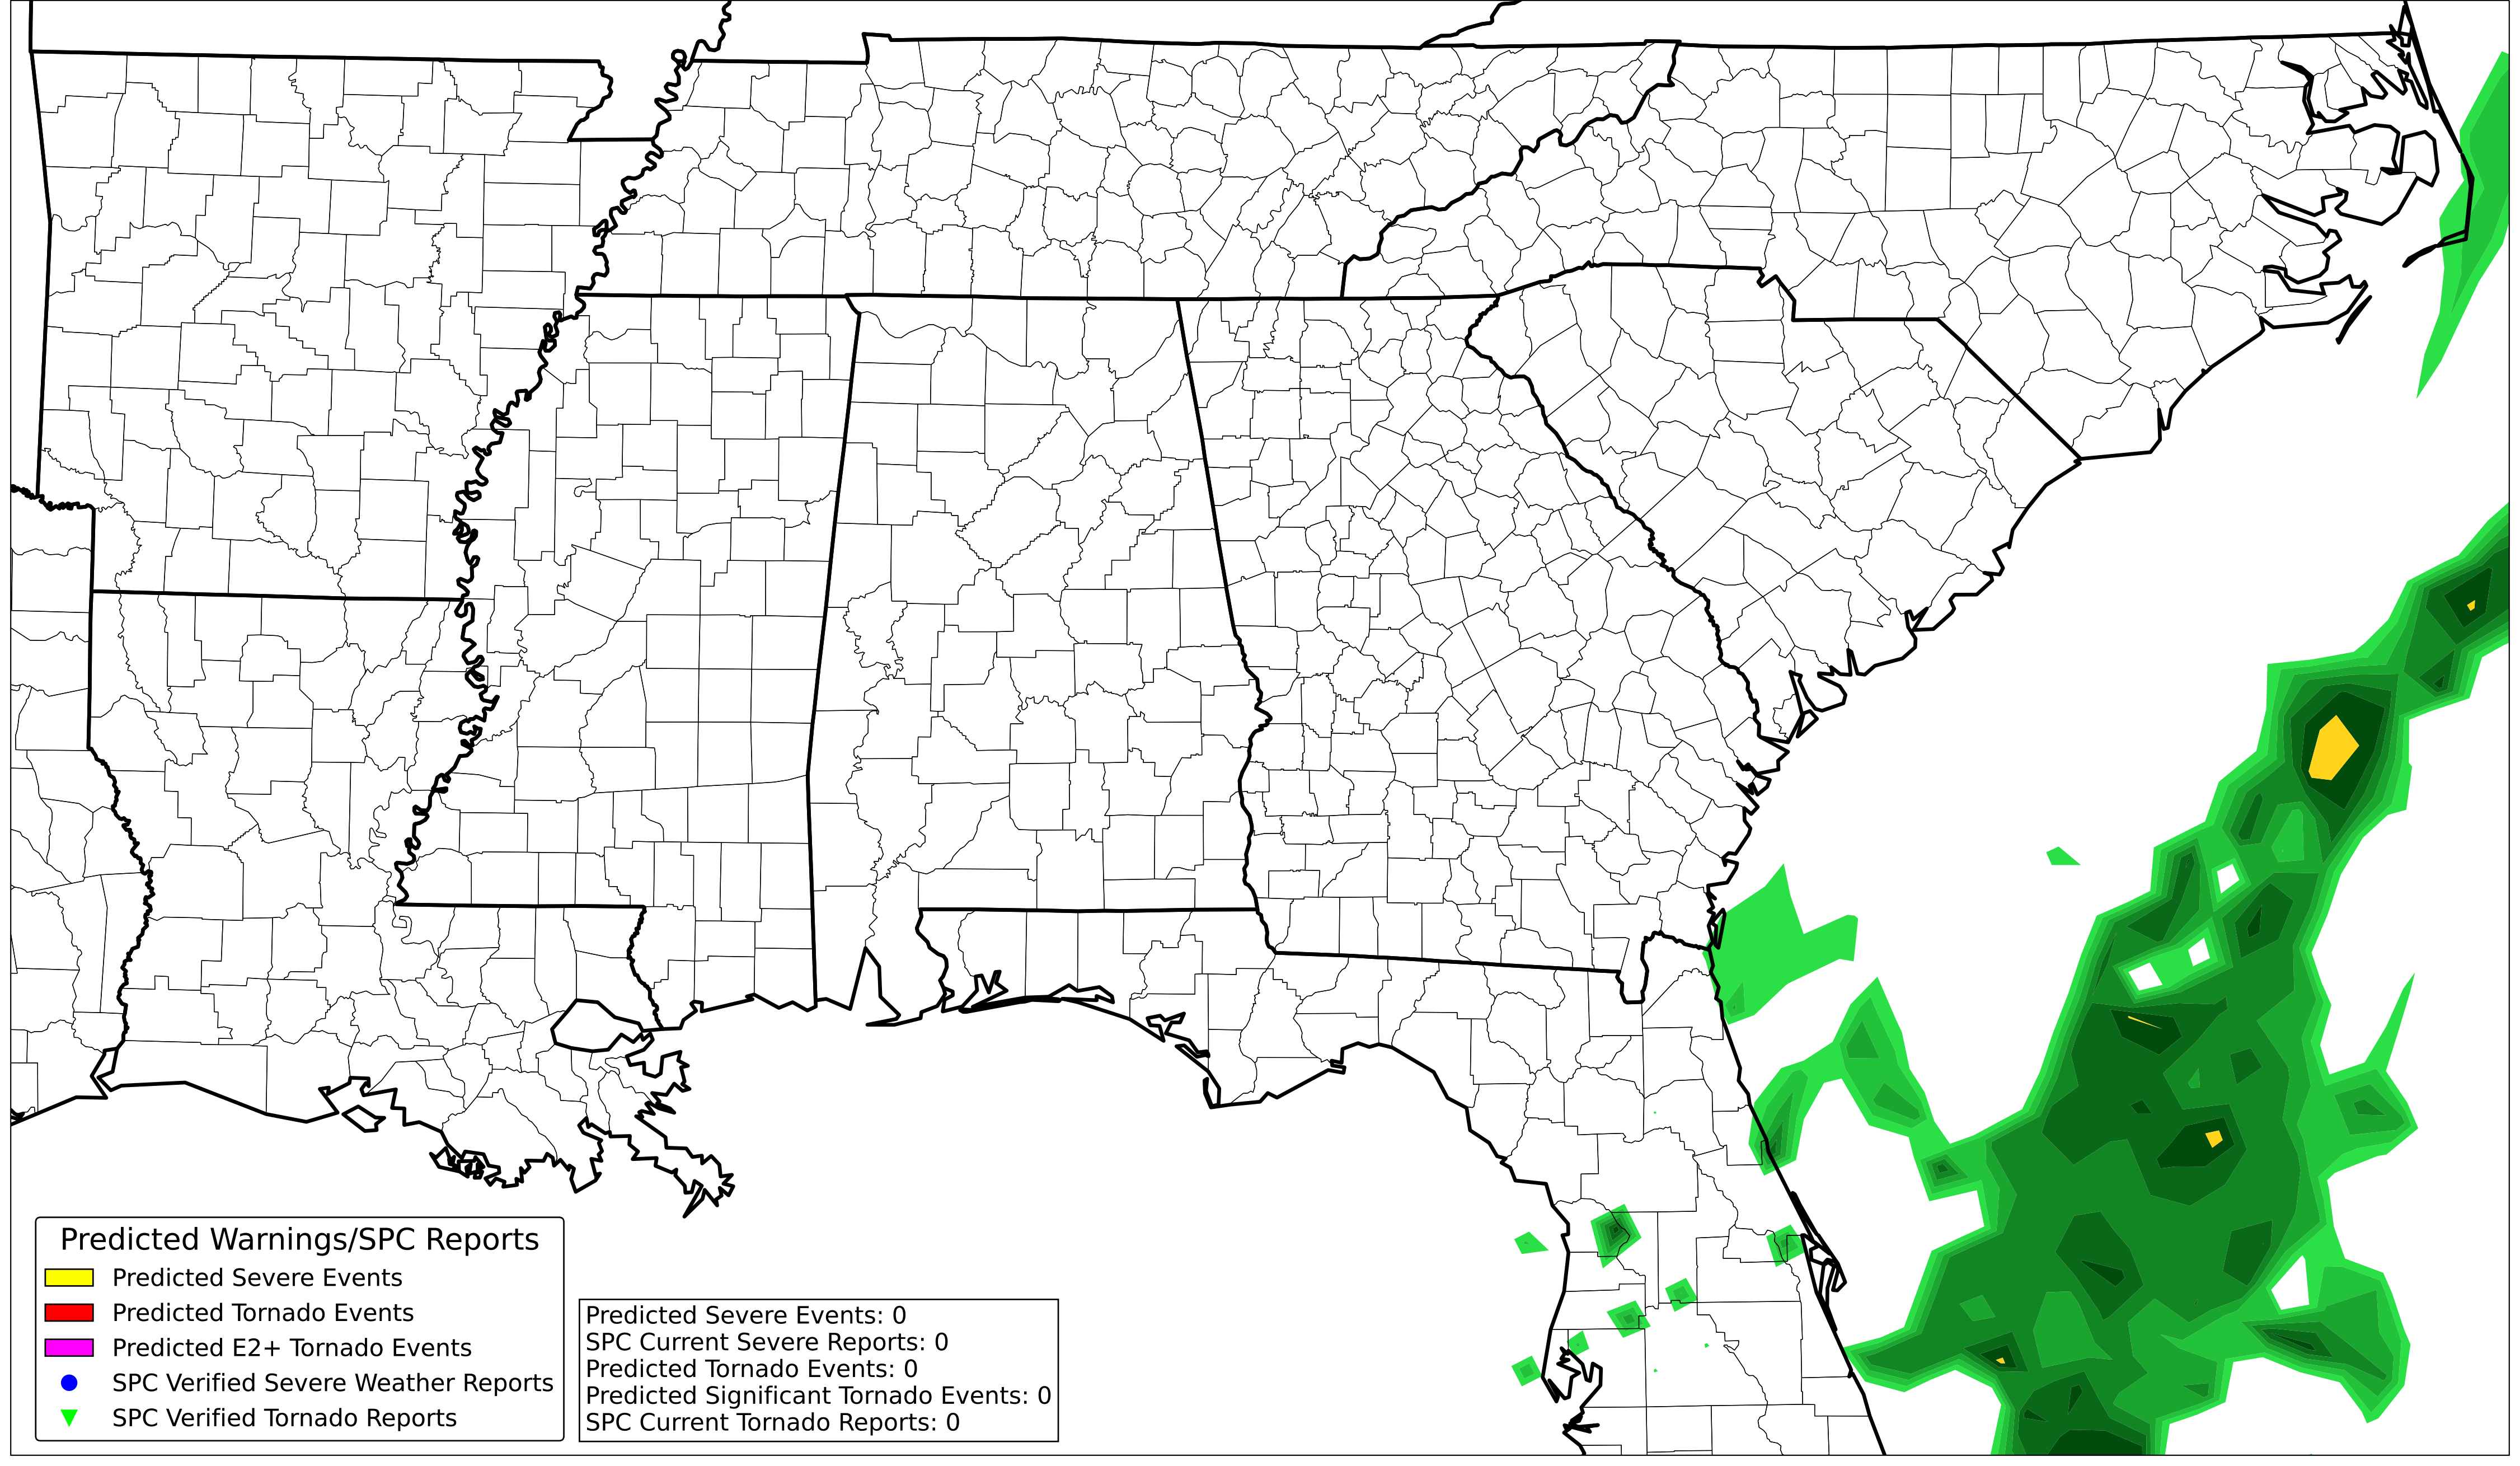 Predicted Warnings/SPC Reports
Predicted Severe Events
Predicted Tornado Events
Predicted E2+ Tornado Events
SPC Verified Severe Weather Reports
SPC Verified Tornado Reports
Predicted Severe Events: 0
SPC Current Severe Reports: 0
Predicted Tornado Events: 0
Predicted Significant Tornado Events: 0
SPC Current Tornado Reports: 0